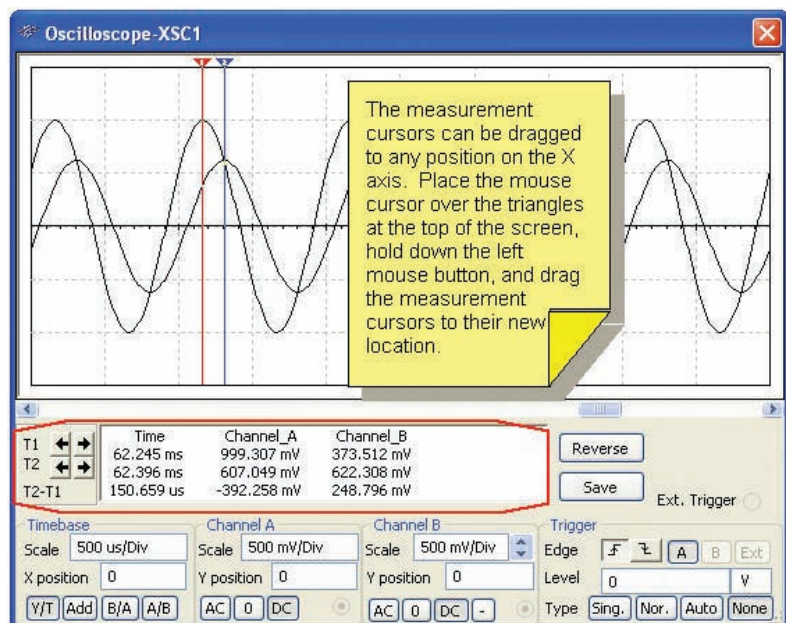 Oscilloscope-XSC1
1 2
The measurement
cursors can be dragged
to any position on the X
axis. Place the mouse
cursor over the triangles
at the top of the screen,
hold down the left
mouse button, and drag
the measurement
cursors to their new
location.
Time Channel_A Channel_B
T1 62.245 ms 999.307 mV 373.512 mV
T2 62.396 ms 607.049 mV 622.308 mV
T2-T1 150.659 us -392.258 mV 248.796 mV
Reverse
Save
Ext. Trigger
Timebase
Scale 500 us/Div
X position 0
Y/T Add B/A A/B
Channel A
Scale 500 mV/Div
Y position 0
AC 0 DC
Channel B
Scale 500 mV/Div
Y position 0
AC 0 DC -
Trigger
Edge A B Ext
Level 0 V
Type Sing. Nor. Auto None